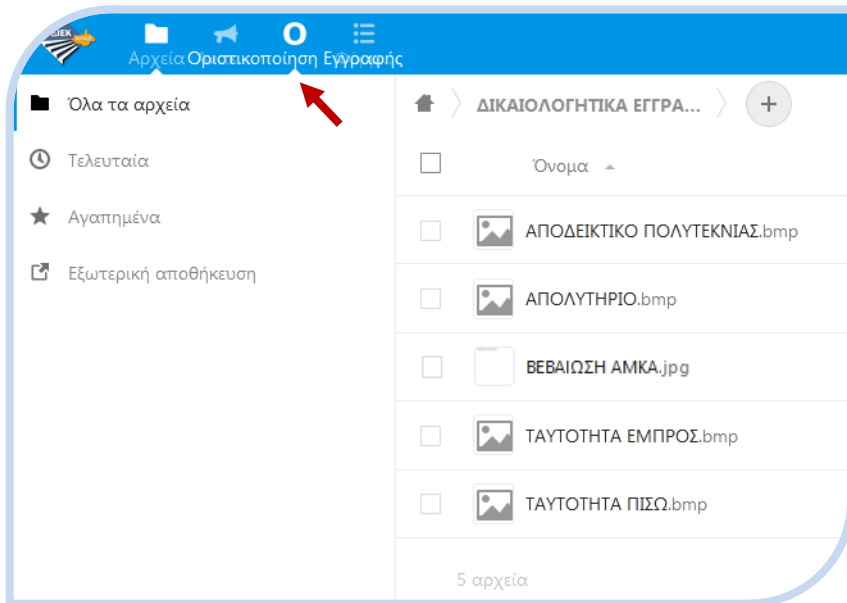 ΔΙΕΚ
Ο
Αρχεία Οριστικοποίηση Εγγραφής
Όλα τα αρχεία
Τελευταία
Αγαπημένα
Εξωτερική αποθήκευση
ΔΙΚΑΙΟΛΟΓΗΤΙΚΑ ΕΓΓΡΑ... +
Όνομα
ΑΠΟΔΕΙΚΤΙΚΟ ΠΟΛΥΤΕΚΝΙΑΣ.bmp
ΑΠΟΛΥΤΗΡΙΟ.bmp
ΒΕΒΑΙΩΣΗ ΑΜΚΑ.jpg
ΤΑΥΤΟΤΗΤΑ ΕΜΠΡΟΣ.bmp
ΤΑΥΤΟΤΗΤΑ ΠΙΣΩ.bmp
5 αρχεία